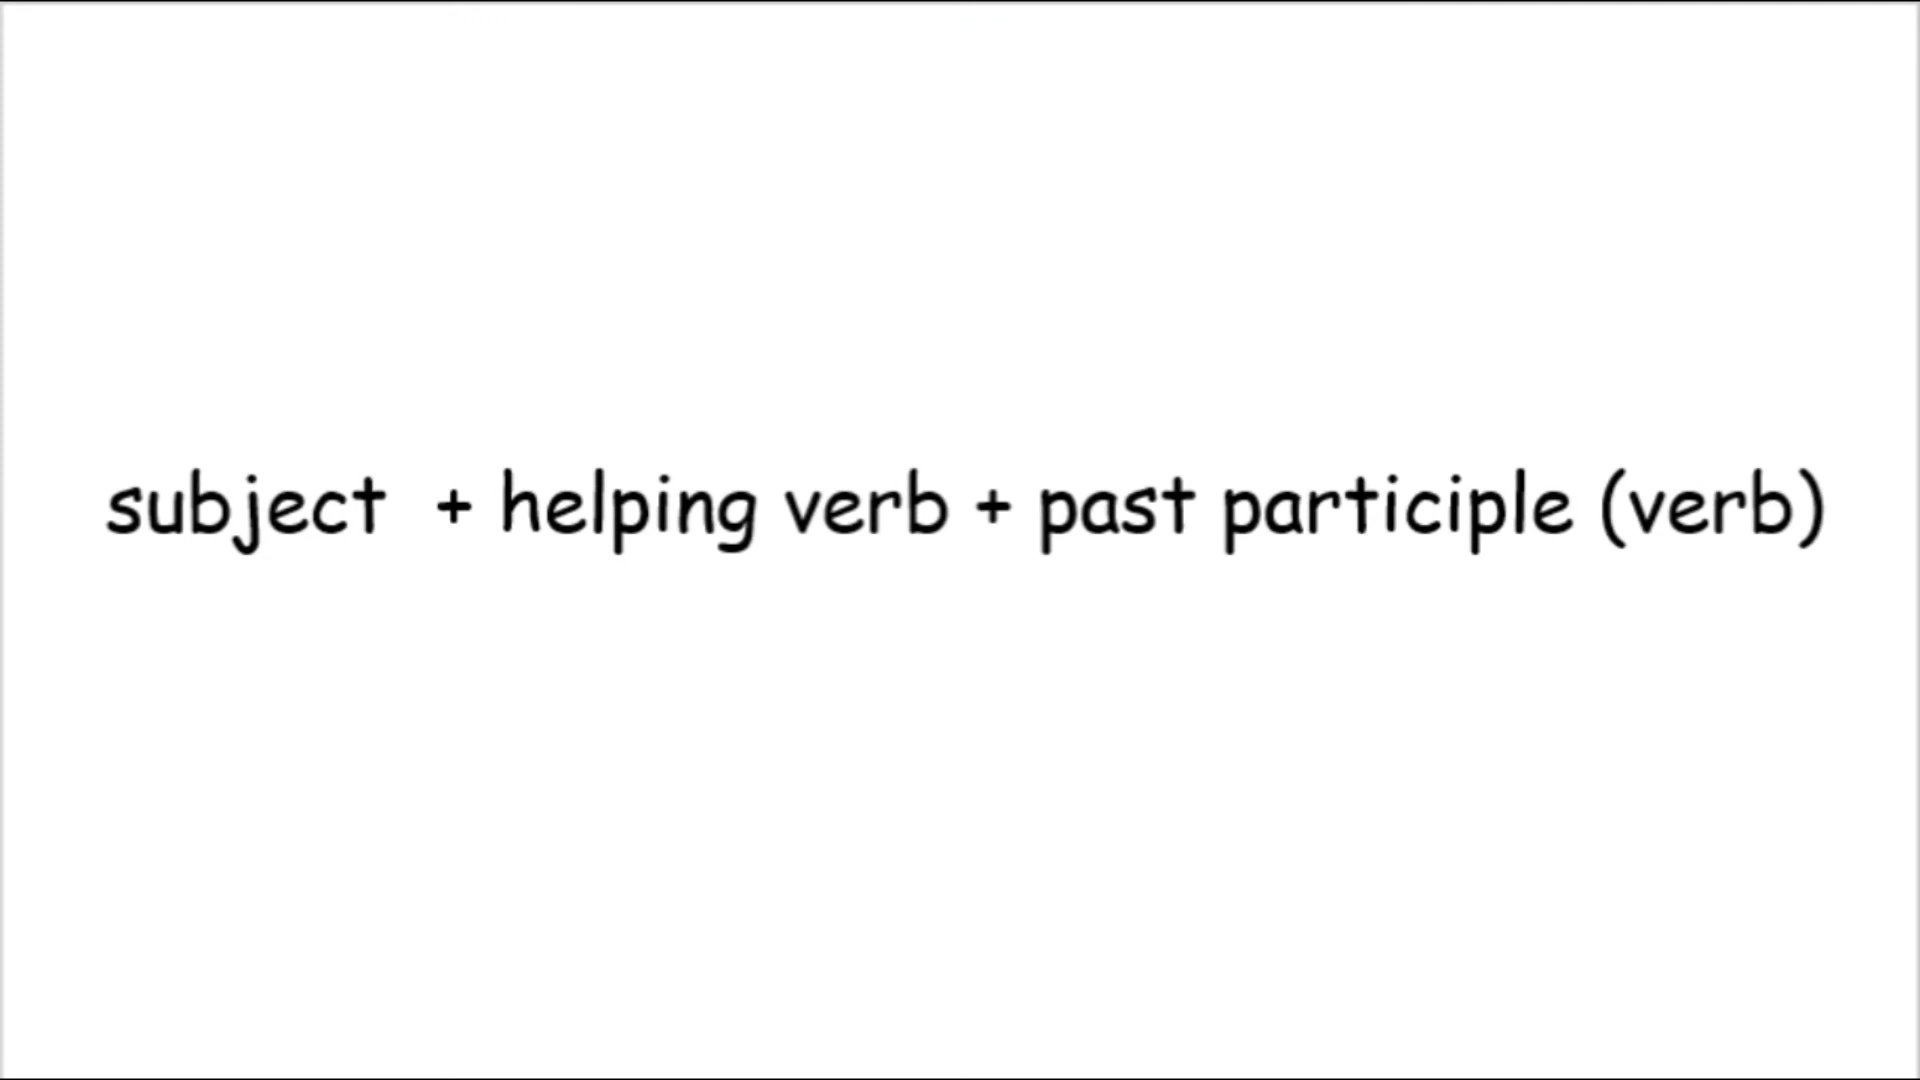 subject + helping verb + past participle (verb)